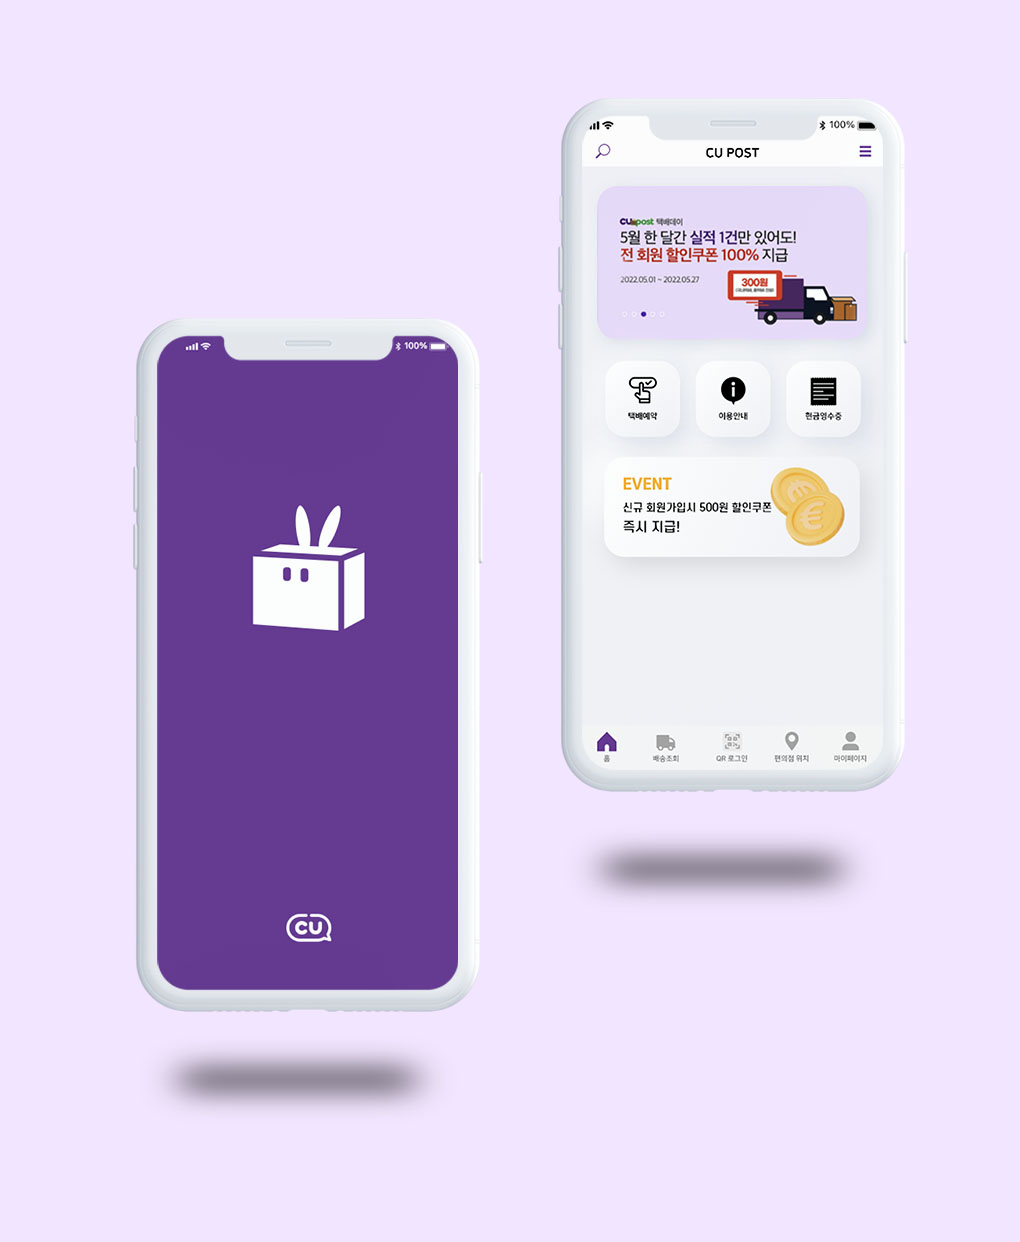 100%
CU
100%
CU POST
CUpost 택배데이
5월 한 달간 실적 1건만 있어도!
전 회원 할인쿠폰 100% 지급
2022.05.01 ~ 2022.05.27
300원
택배예약
이용안내
현금영수증
EVENT
신규 회원가입시 500원 할인쿠폰
즉시 지급!
홈
배송조회
QR 로그인
편의점 위치
마이페이지